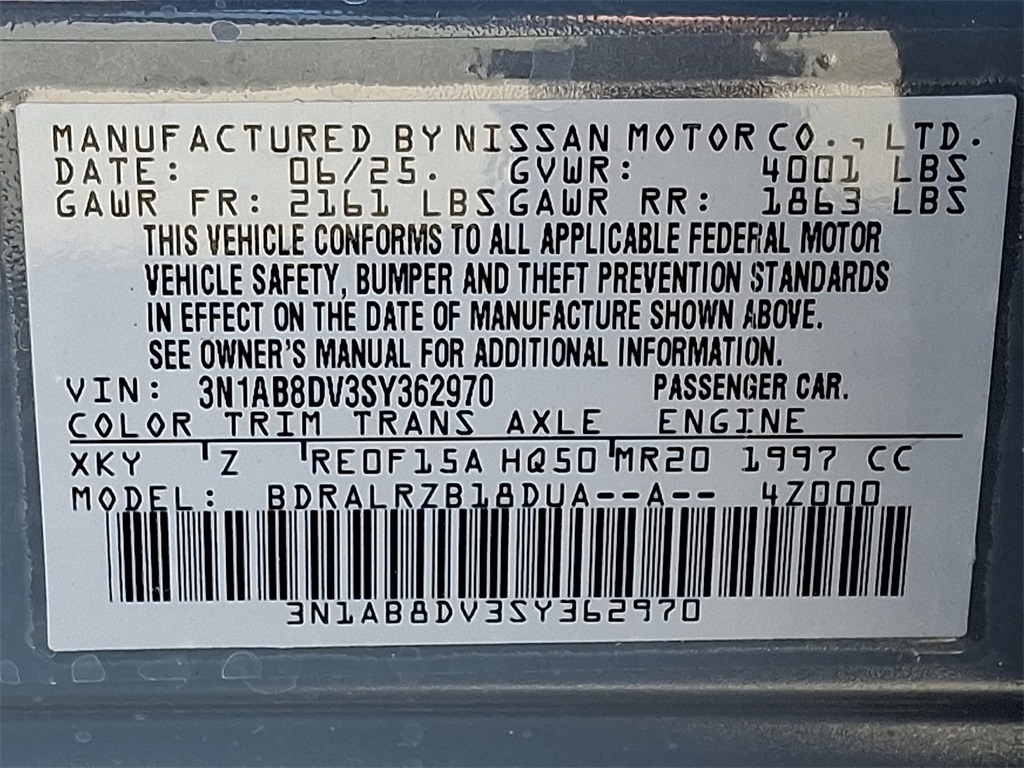 MANUFACTURED BY NISSAN MOTOR CO., LTD.
DATE: 06/25. GVWR: 4001 LBS
GAWR FR: 2161 LBS GAWR RR: 1863 LBS
THIS VEHICLE CONFORMS TO ALL APPLICABLE FEDERAL MOTOR
VEHICLE SAFETY, BUMPER AND THEFT PREVENTION STANDARDS
IN EFFECT ON THE DATE OF MANUFACTURE SHOWN ABOVE.
SEE OWNER'S MANUAL FOR ADDITIONAL INFORMATION.
VIN: 3N1AB8DV3SY362970 PASSENGER CAR.
COLOR TRIM TRANS AXLE ENGINE
XKY Z RE0F15A HQ50 MR20 1997 CC
MODEL: BDRALRZB18DUA--A-- 4Z000
3N1AB8DV3SY362970